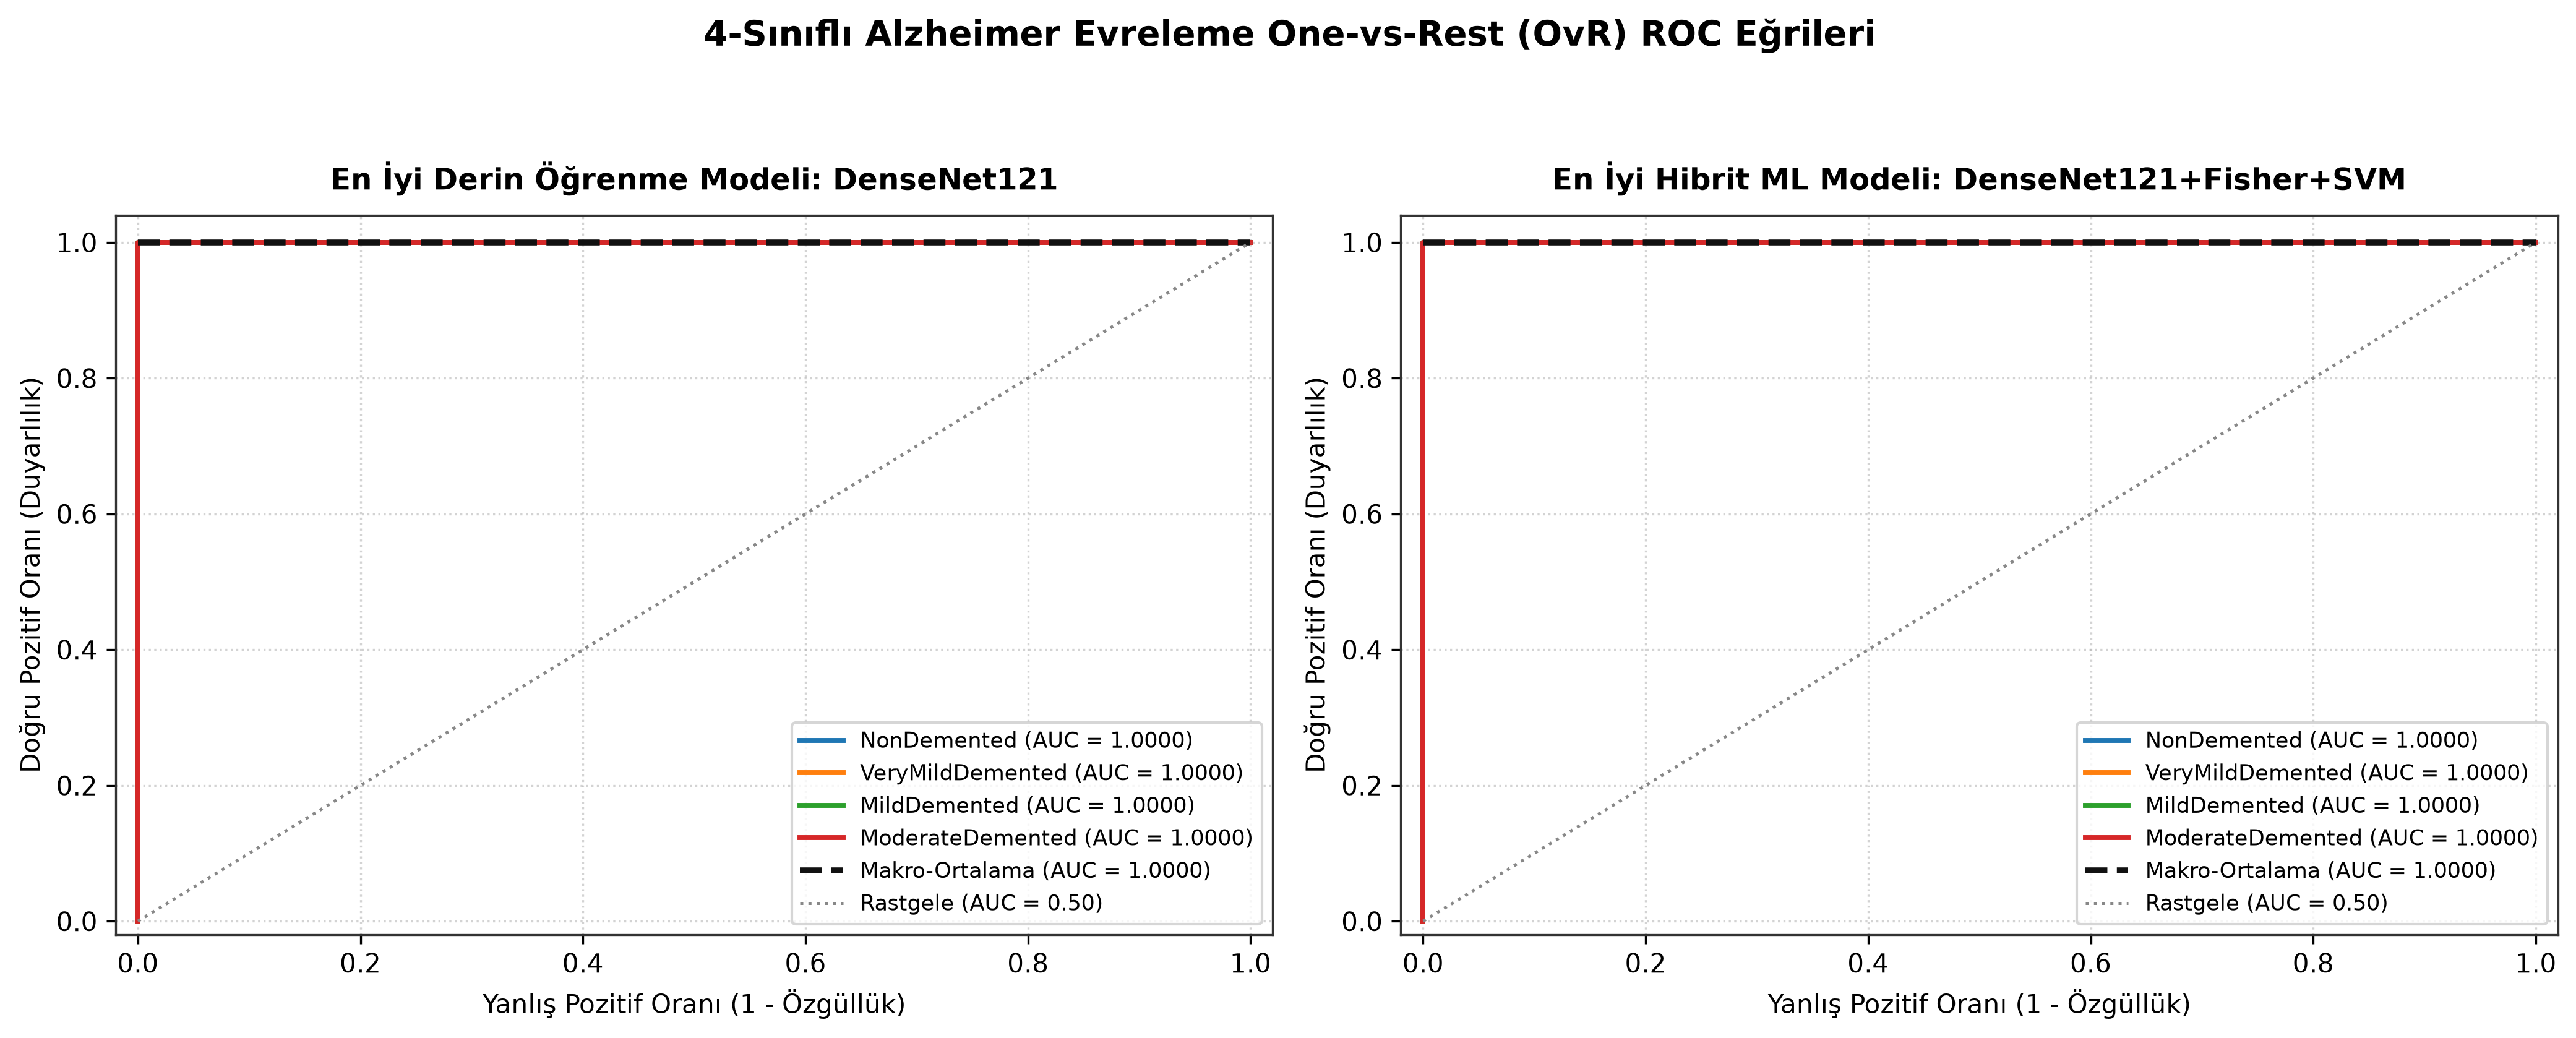 4-Sınıflı Alzheimer Evreleme One-vs-Rest (OvR) ROC Eğrileri
En İyi Derin Öğrenme Modeli: DenseNet121
Doğru Pozitif Oranı (Duyarlılık)
1.0
0.8
0.6
0.4
0.2
0.0
NonDemented (AUC = 1.0000)
VeryMildDemented (AUC = 1.0000)
MildDemented (AUC = 1.0000)
ModerateDemented (AUC = 1.0000)
Makro-Ortalama (AUC = 1.0000)
Rastgele (AUC = 0.50)
0.0 0.2 0.4 0.6 0.8 1.0
Yanlış Pozitif Oranı (1 - Özgüllük)
En İyi Hibrit ML Modeli: DenseNet121+Fisher+SVM
Doğru Pozitif Oranı (Duyarlılık)
1.0
0.8
0.6
0.4
0.2
0.0
NonDemented (AUC = 1.0000)
VeryMildDemented (AUC = 1.0000)
MildDemented (AUC = 1.0000)
ModerateDemented (AUC = 1.0000)
Makro-Ortalama (AUC = 1.0000)
Rastgele (AUC = 0.50)
0.0 0.2 0.4 0.6 0.8 1.0
Yanlış Pozitif Oranı (1 - Özgüllük)